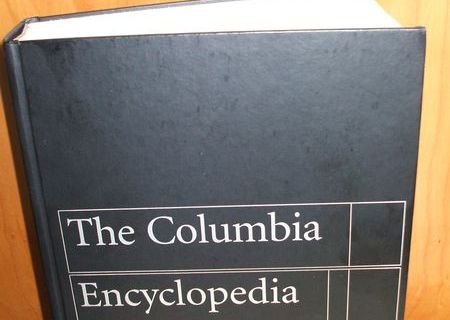 The Columbia
Encyclopedia